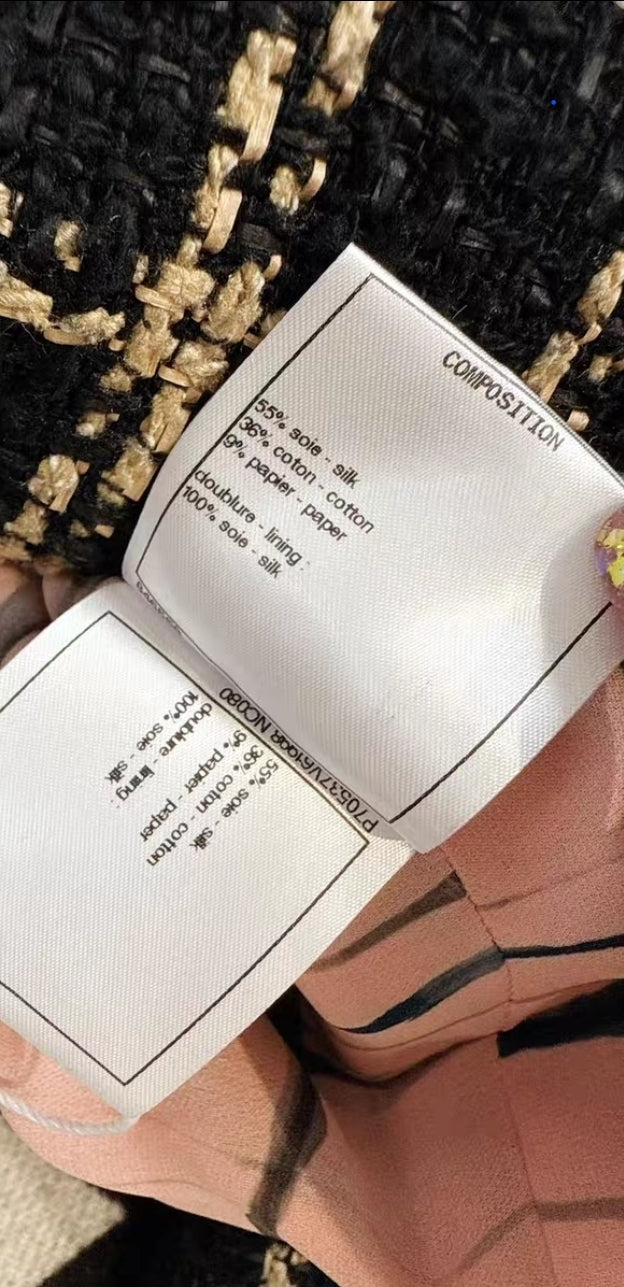 COMPOSITION
55% soie - silk
36% coton - cotton
9% papier - paper
doublure - lining :
100% soie - silk
P70537V61998 NC080
55% soie - silk
36% coton - cotton
9% papier - paper
doublure - lining :
100% soie - silk